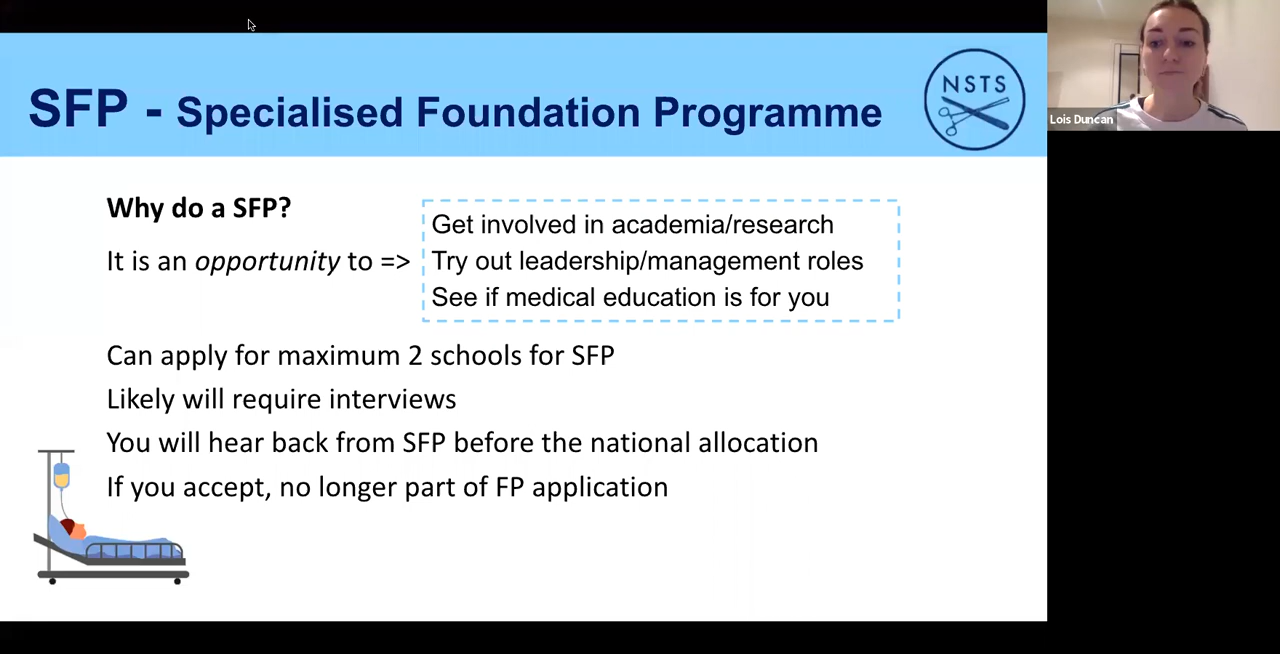 SFP - Specialised Foundation Programme
NSTS
Lois Duncan
Why do a SFP?
It is an opportunity to =>
Get involved in academia/research
Try out leadership/management roles
See if medical education is for you
Can apply for maximum 2 schools for SFP
Likely will require interviews
You will hear back from SFP before the national allocation
If you accept, no longer part of FP application